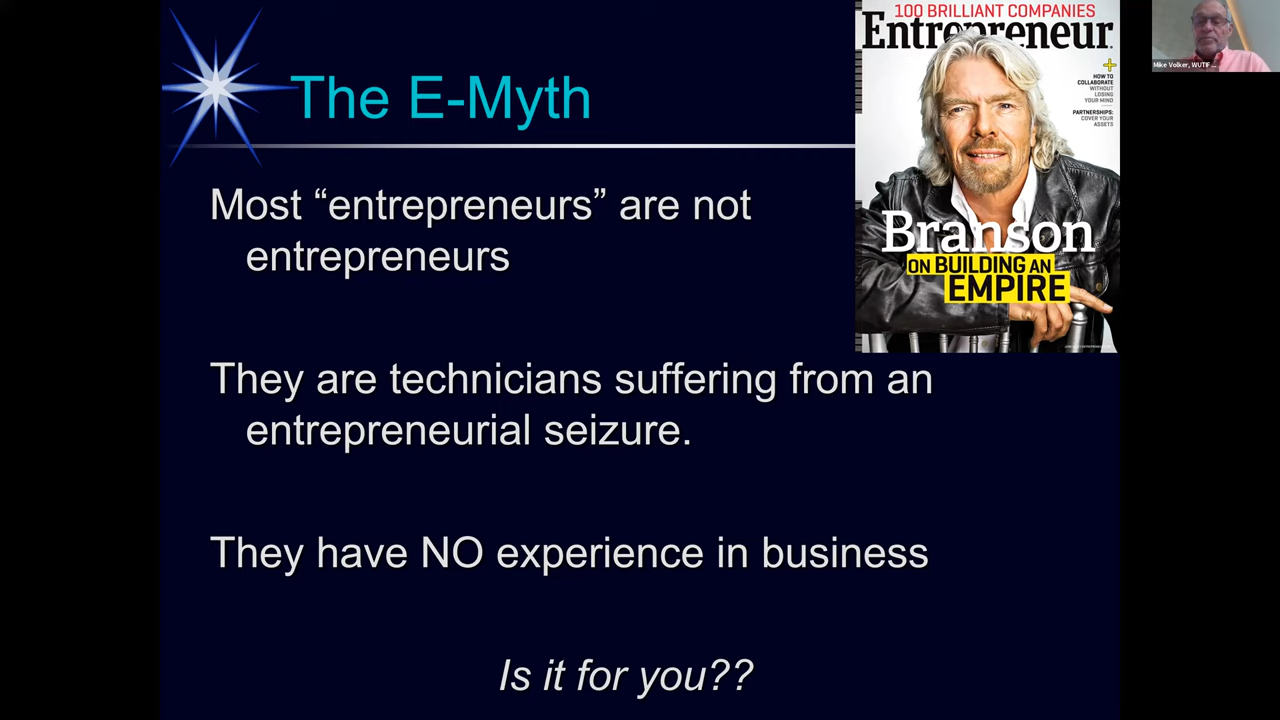 The E-Myth
Most “entrepreneurs” are not
entrepreneurs
They are technicians suffering from an
entrepreneurial seizure.
They have NO experience in business
Is it for you??
100 BRILLIANT COMPANIES
Entrepreneur
+
HOW TO
COLLABORATE
WITHOUT
LOSING
YOUR MIND
PARTNERSHIPS:
COVER YOUR
ASSETS
Branson
ON BUILDING AN
EMPIRE
Mike Volker, WUTIF ...